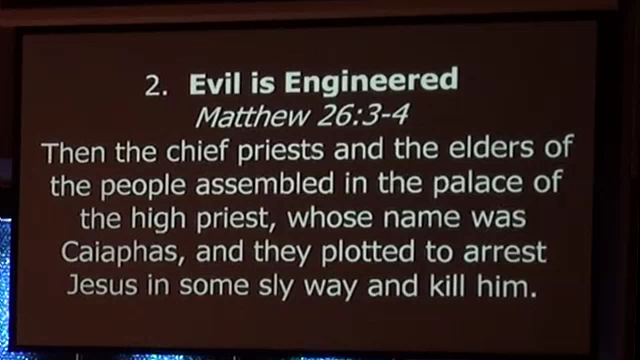 2. Evil is Engineered
Matthew 26:3-4
Then the chief priests and the elders of
the people assembled in the palace of
the high priest, whose name was
Caiaphas, and they plotted to arrest
Jesus in some sly way and kill him.